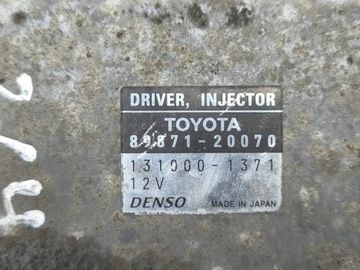 DRIVER, INJECTOR
TOYOTA
89871-20070
131000-1371
12V
DENSO MADE IN JAPAN